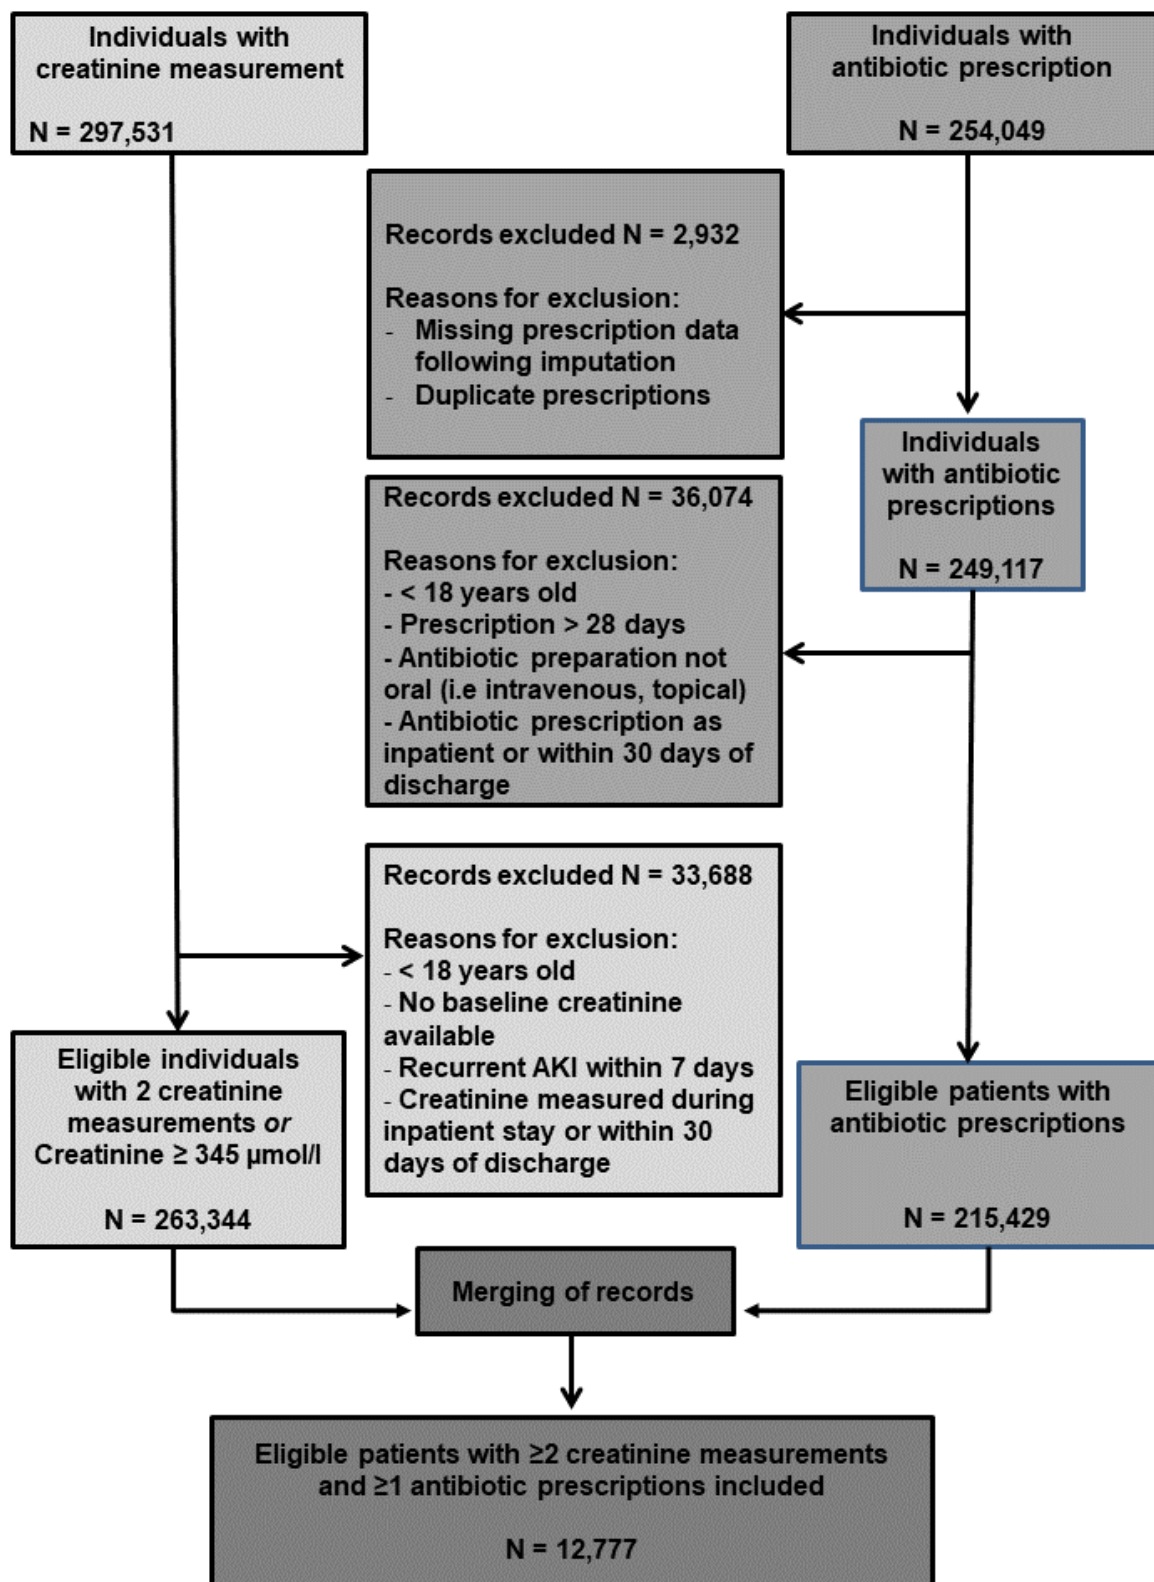 Individuals with
creatinine measurement
N = 297,531
Individuals with
antibiotic prescription
N = 254,049
Records excluded N = 2,932
Reasons for exclusion:
- Missing prescription data
following imputation
- Duplicate prescriptions
Individuals
with antibiotic
prescriptions
N = 249,117
Records excluded N = 36,074
Reasons for exclusion:
- < 18 years old
- Prescription > 28 days
- Antibiotic preparation not
oral (i.e intravenous, topical)
- Antibiotic prescription as
inpatient or within 30 days of
discharge
Records excluded N = 33,688
Reasons for exclusion:
- < 18 years old
- No baseline creatinine
available
- Recurrent AKI within 7 days
- Creatinine measured during
inpatient stay or within 30
days of discharge
Eligible individuals
with 2 creatinine
measurements or
Creatinine ≥ 345 µmol/l
N = 263,344
Eligible patients with
antibiotic prescriptions
N = 215,429
Merging of records
Eligible patients with ≥2 creatinine measurements
and ≥1 antibiotic prescriptions included
N = 12,777